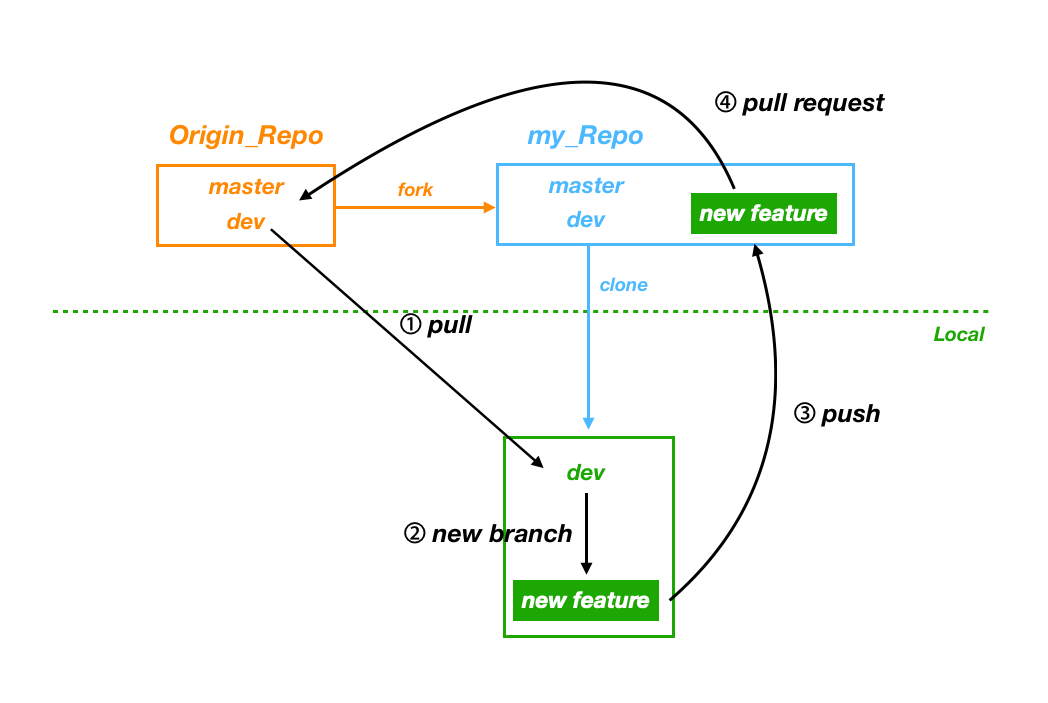 ④ pull request
Origin_Repo
my_Repo
master
dev
fork
master
dev
new feature
clone
① pull
Local
③ push
dev
② new branch
new feature